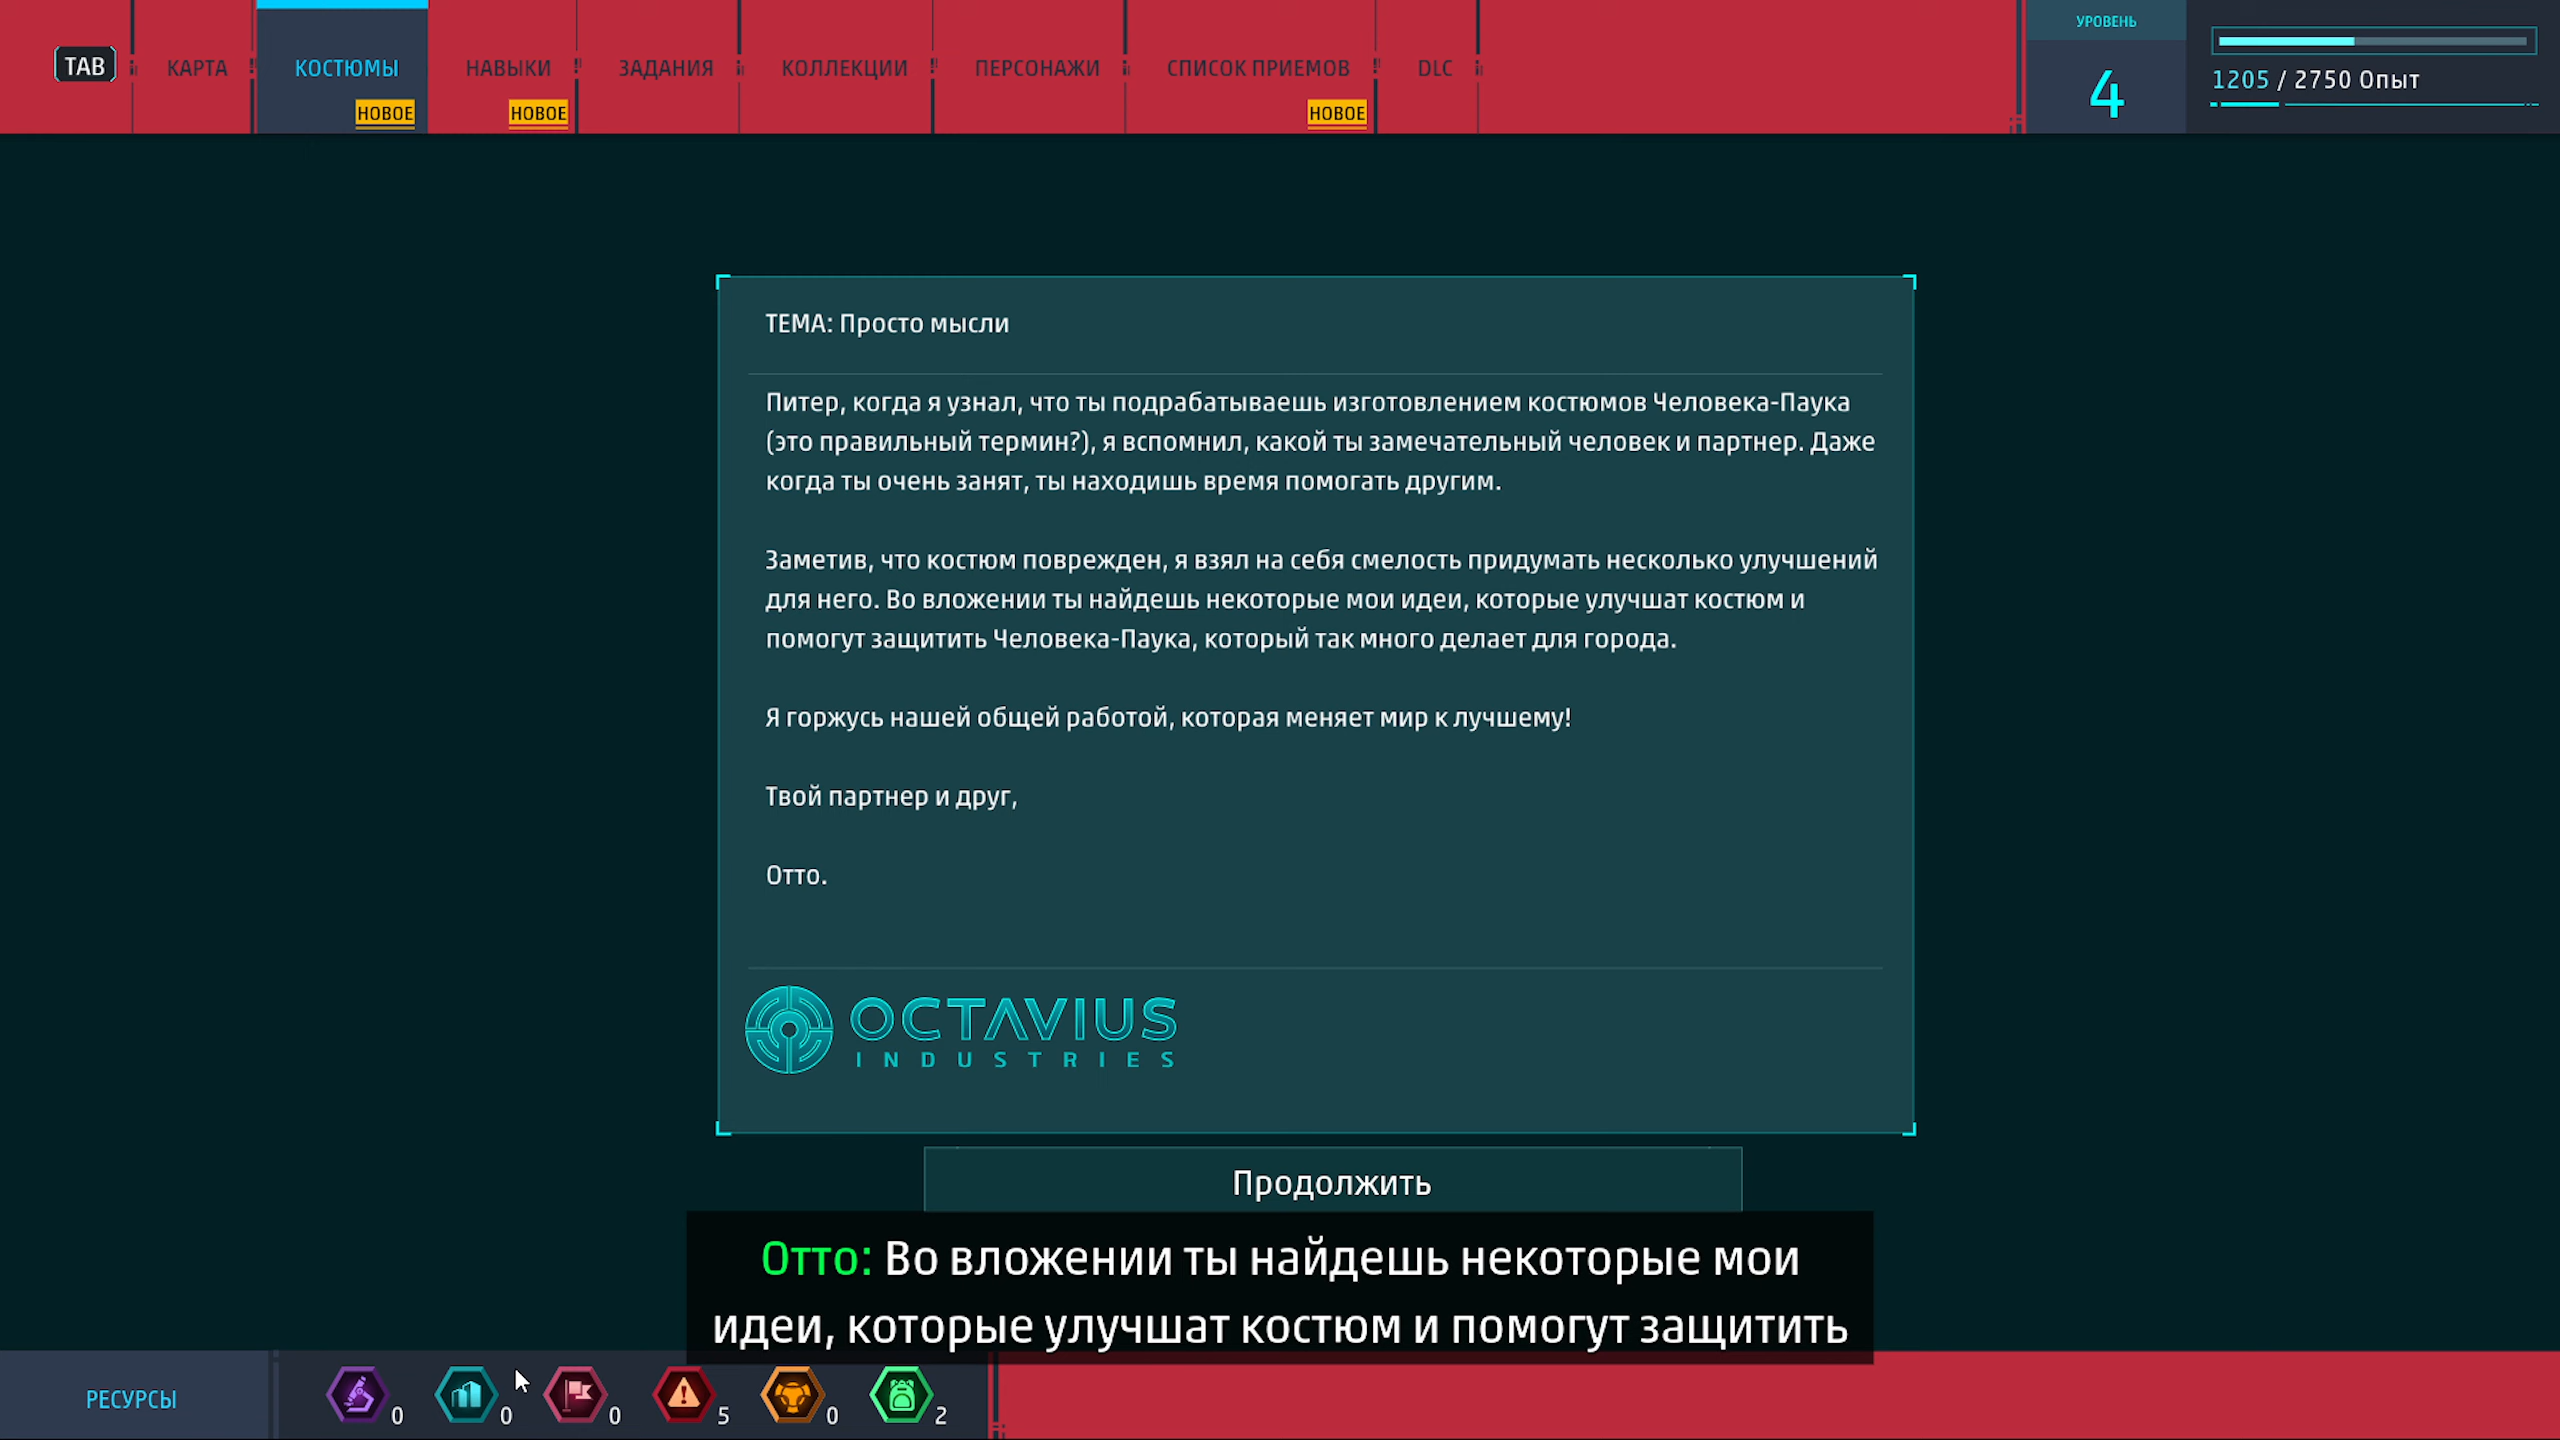 TAB
КАРТА
КОСТЮМЫ
НОВОЕ
НАВЫКИ
НОВОЕ
ЗАДАНИЯ
КОЛЛЕКЦИИ
ПЕРСОНАЖИ
СПИСОК ПРИЕМОВ
НОВОЕ
DLC
УРОВЕНЬ
4
1205 / 2750 Опыт
ТЕМА: Просто мысли
Питер, когда я узнал, что ты подрабатываешь изготовлением костюмов Человека-Паука
(это правильный термин?), я вспомнил, какой ты замечательный человек и партнер. Даже
когда ты очень занят, ты находишь время помогать другим.
Заметив, что костюм поврежден, я взял на себя смелость придумать несколько улучшений
для него. Во вложении ты найдешь некоторые мои идеи, которые улучшат костюм и
помогут защитить Человека-Паука, который так много делает для города.
Я горжусь нашей общей работой, которая меняет мир к лучшему!
Твой партнер и друг,
Отто.
OCTAVIUS
INDUSTRIES
Продолжить
Отто: Во вложении ты найдешь некоторые мои
идеи, которые улучшат костюм и помогут защитить
РЕСУРСЫ
0
0
0
5
0
2